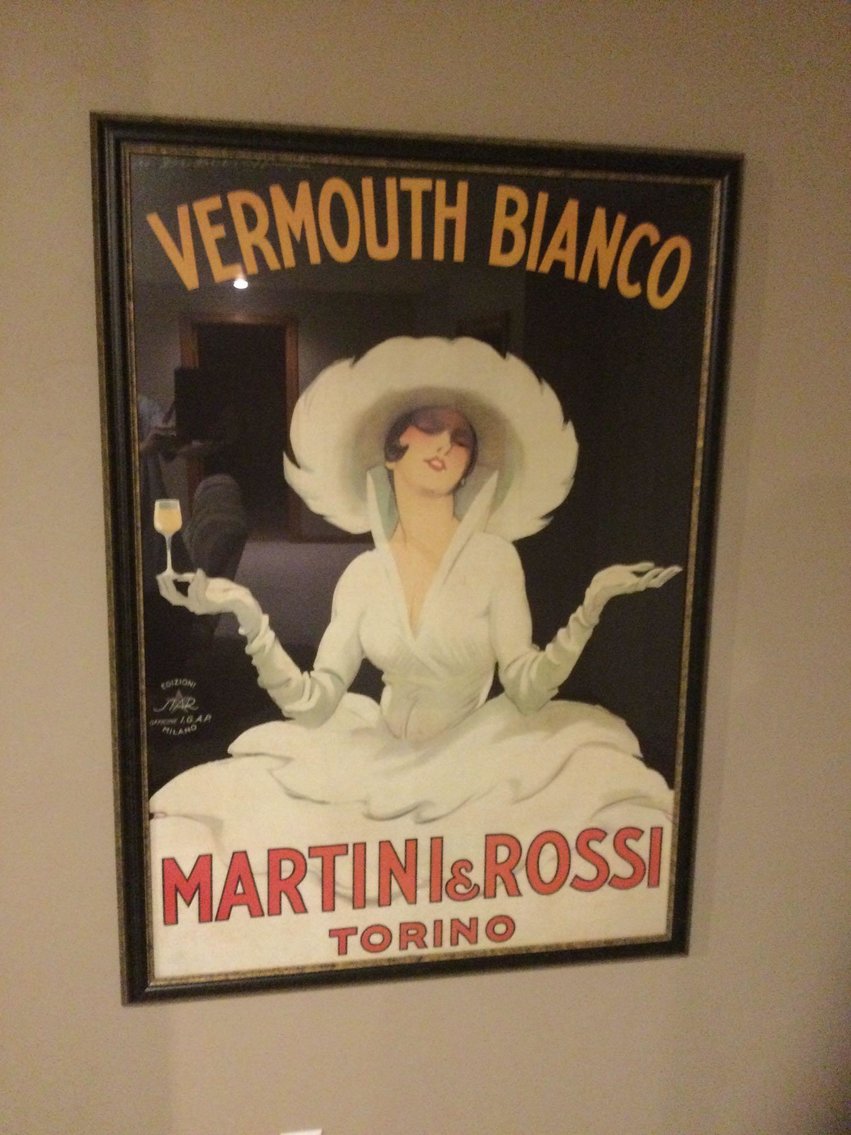 VERMOUTH BIANCO
EDIZIONI
STAR
OFFICINE I.G.A.P.
MILANO
MARTINI & ROSSI
TORINO